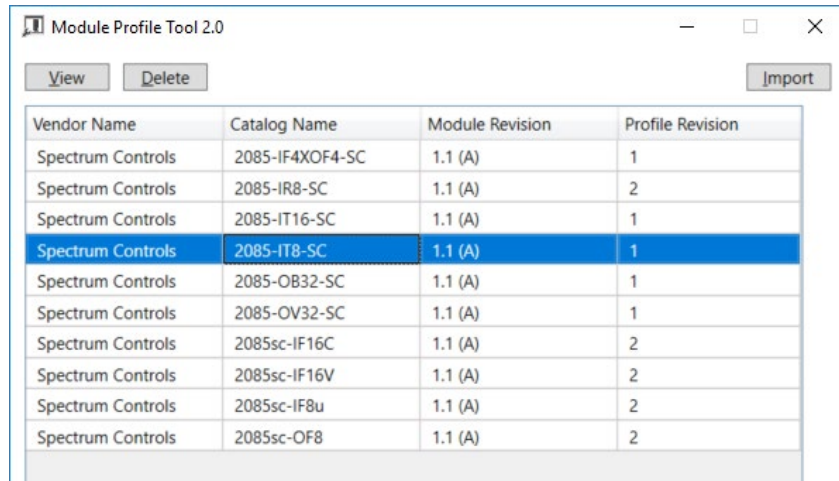 Module Profile Tool 2.0
View Delete Import
Vendor Name Catalog Name Module Revision Profile Revision
Spectrum Controls 2085-IF4XOF4-SC 1.1 (A) 1
Spectrum Controls 2085-IR8-SC 1.1 (A) 2
Spectrum Controls 2085-IT16-SC 1.1 (A) 1
Spectrum Controls 2085-IT8-SC 1.1 (A) 1
Spectrum Controls 2085-OB32-SC 1.1 (A) 1
Spectrum Controls 2085-OV32-SC 1.1 (A) 1
Spectrum Controls 2085sc-IF16C 1.1 (A) 2
Spectrum Controls 2085sc-IF16V 1.1 (A) 2
Spectrum Controls 2085sc-IF8u 1.1 (A) 2
Spectrum Controls 2085sc-OF8 1.1 (A) 2